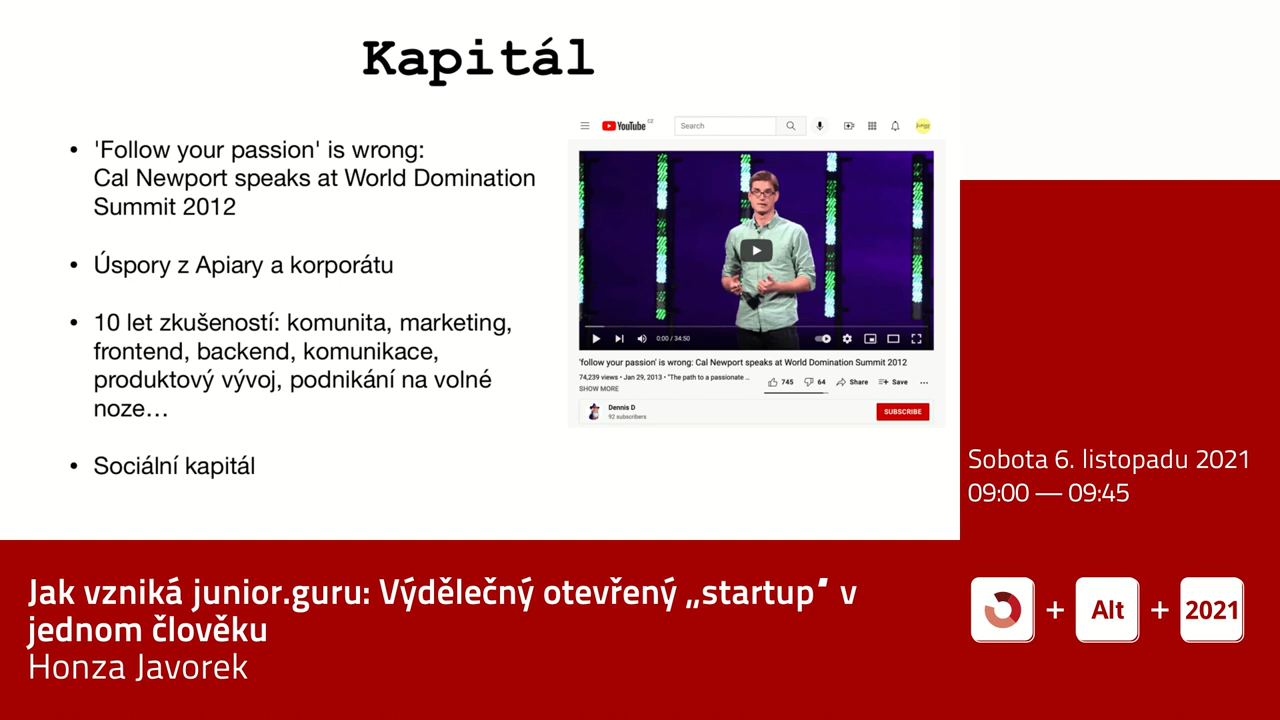 Kapitál
• 'Follow your passion' is wrong:
Cal Newport speaks at World Domination
Summit 2012
• Úspory z Apiary a korporátu
• 10 let zkušeností: komunita, marketing,
frontend, backend, komunikace,
produktový vývoj, podnikání na volné
noze…
• Sociální kapitál
YouTube CZ
Search
0:00 / 34:50
'follow your passion' is wrong: Cal Newport speaks at World Domination Summit 2012
74,239 views • Jan 29, 2013 • "The path to a passionate ...
745 64 Share Save ...
SHOW MORE
Dennis D
92 subscribers
SUBSCRIBE
Sobota 6. listopadu 2021
09:00 — 09:45
Jak vzniká junior.guru: Výdělečný otevřený „startup“ v
jednom člověku
Honza Javorek
+ Alt + 2021